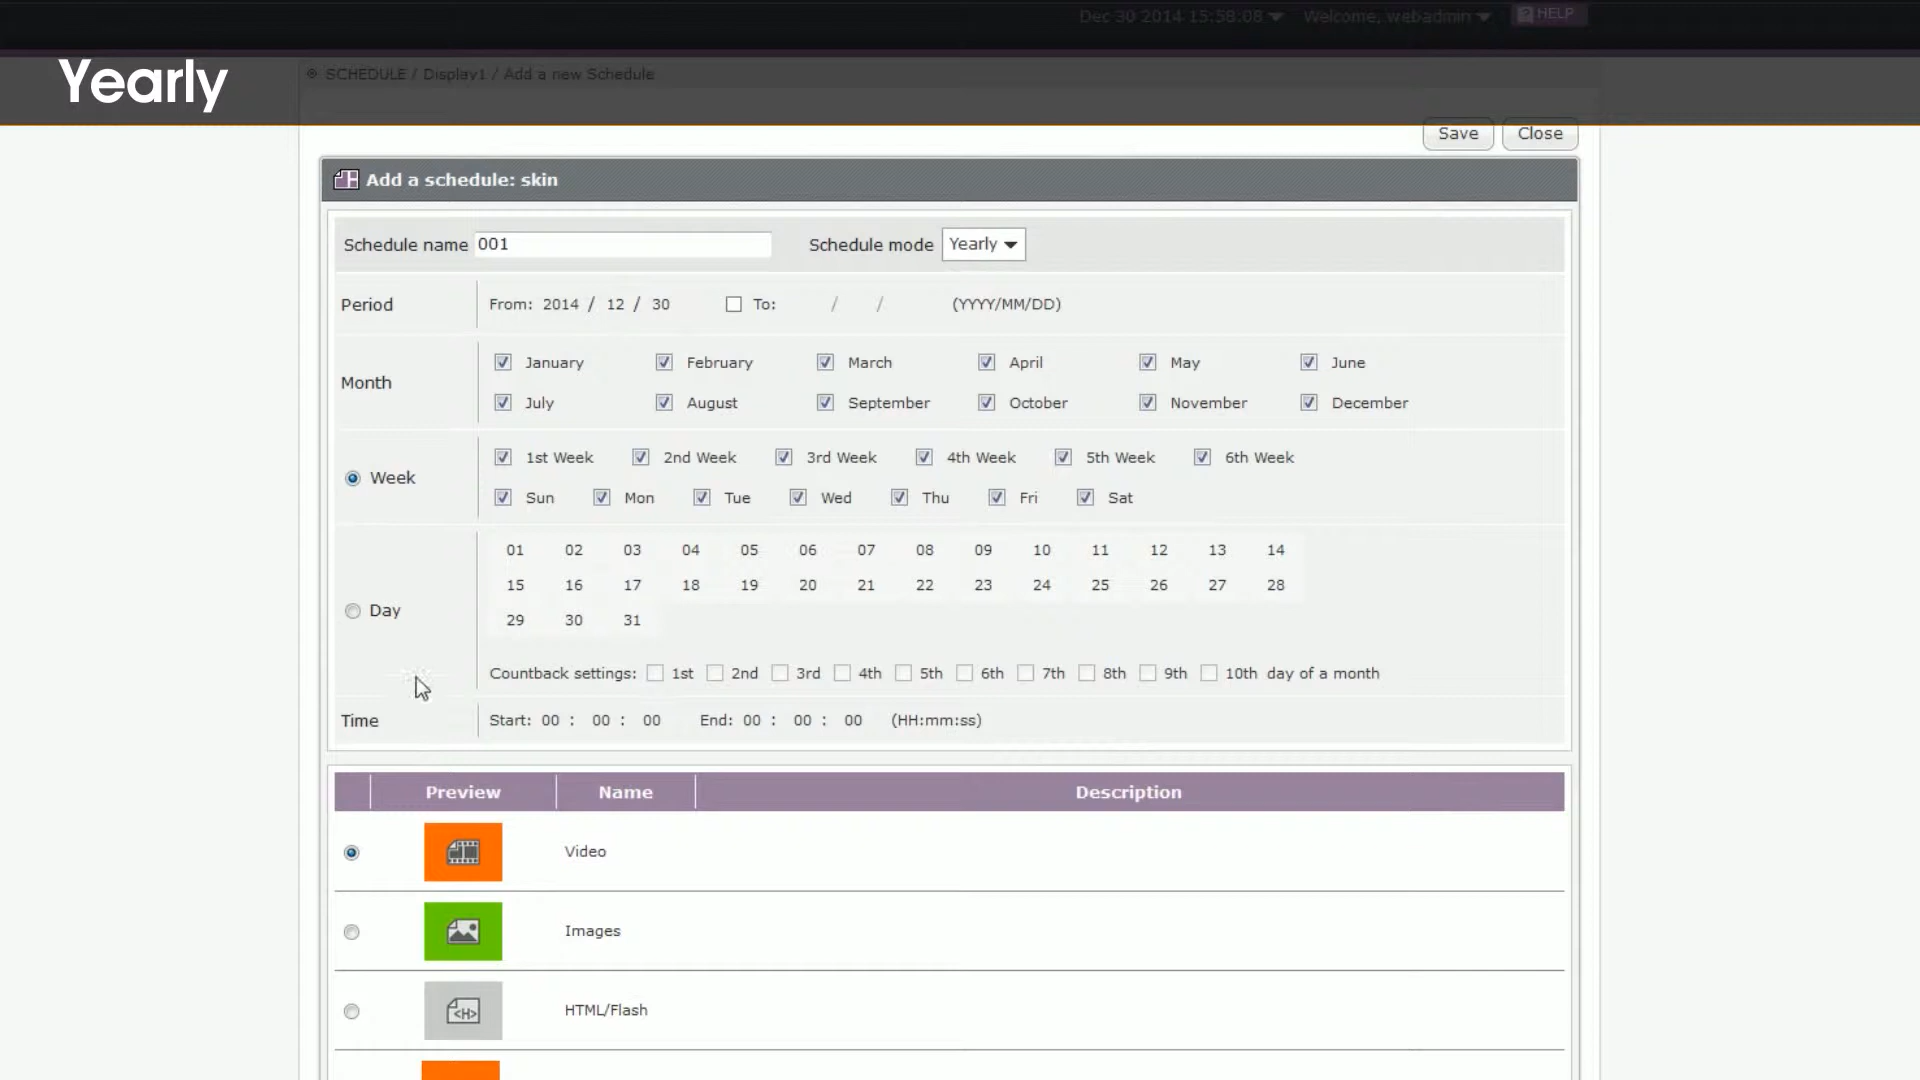 Dec 30 2014 15:58:08 Welcome, webadmin ? HELP
Yearly
SCHEDULE / Display1 / Add a new Schedule
Save Close
Add a schedule: skin
Schedule name 001 Schedule mode Yearly
Period From: 2014 / 12 / 30 To: / / (YYYY/MM/DD)
January February March April May June
Month
July August September October November December
1st Week 2nd Week 3rd Week 4th Week 5th Week 6th Week
Week
Sun Mon Tue Wed Thu Fri Sat
01 02 03 04 05 06 07 08 09 10 11 12 13 14
15 16 17 18 19 20 21 22 23 24 25 26 27 28
Day
29 30 31
Countback settings: 1st 2nd 3rd 4th 5th 6th 7th 8th 9th 10th day of a month
Time Start: 00 : 00 : 00 End: 00 : 00 : 00 (HH:mm:ss)
Preview Name Description
Video
Images
<H> HTML/Flash